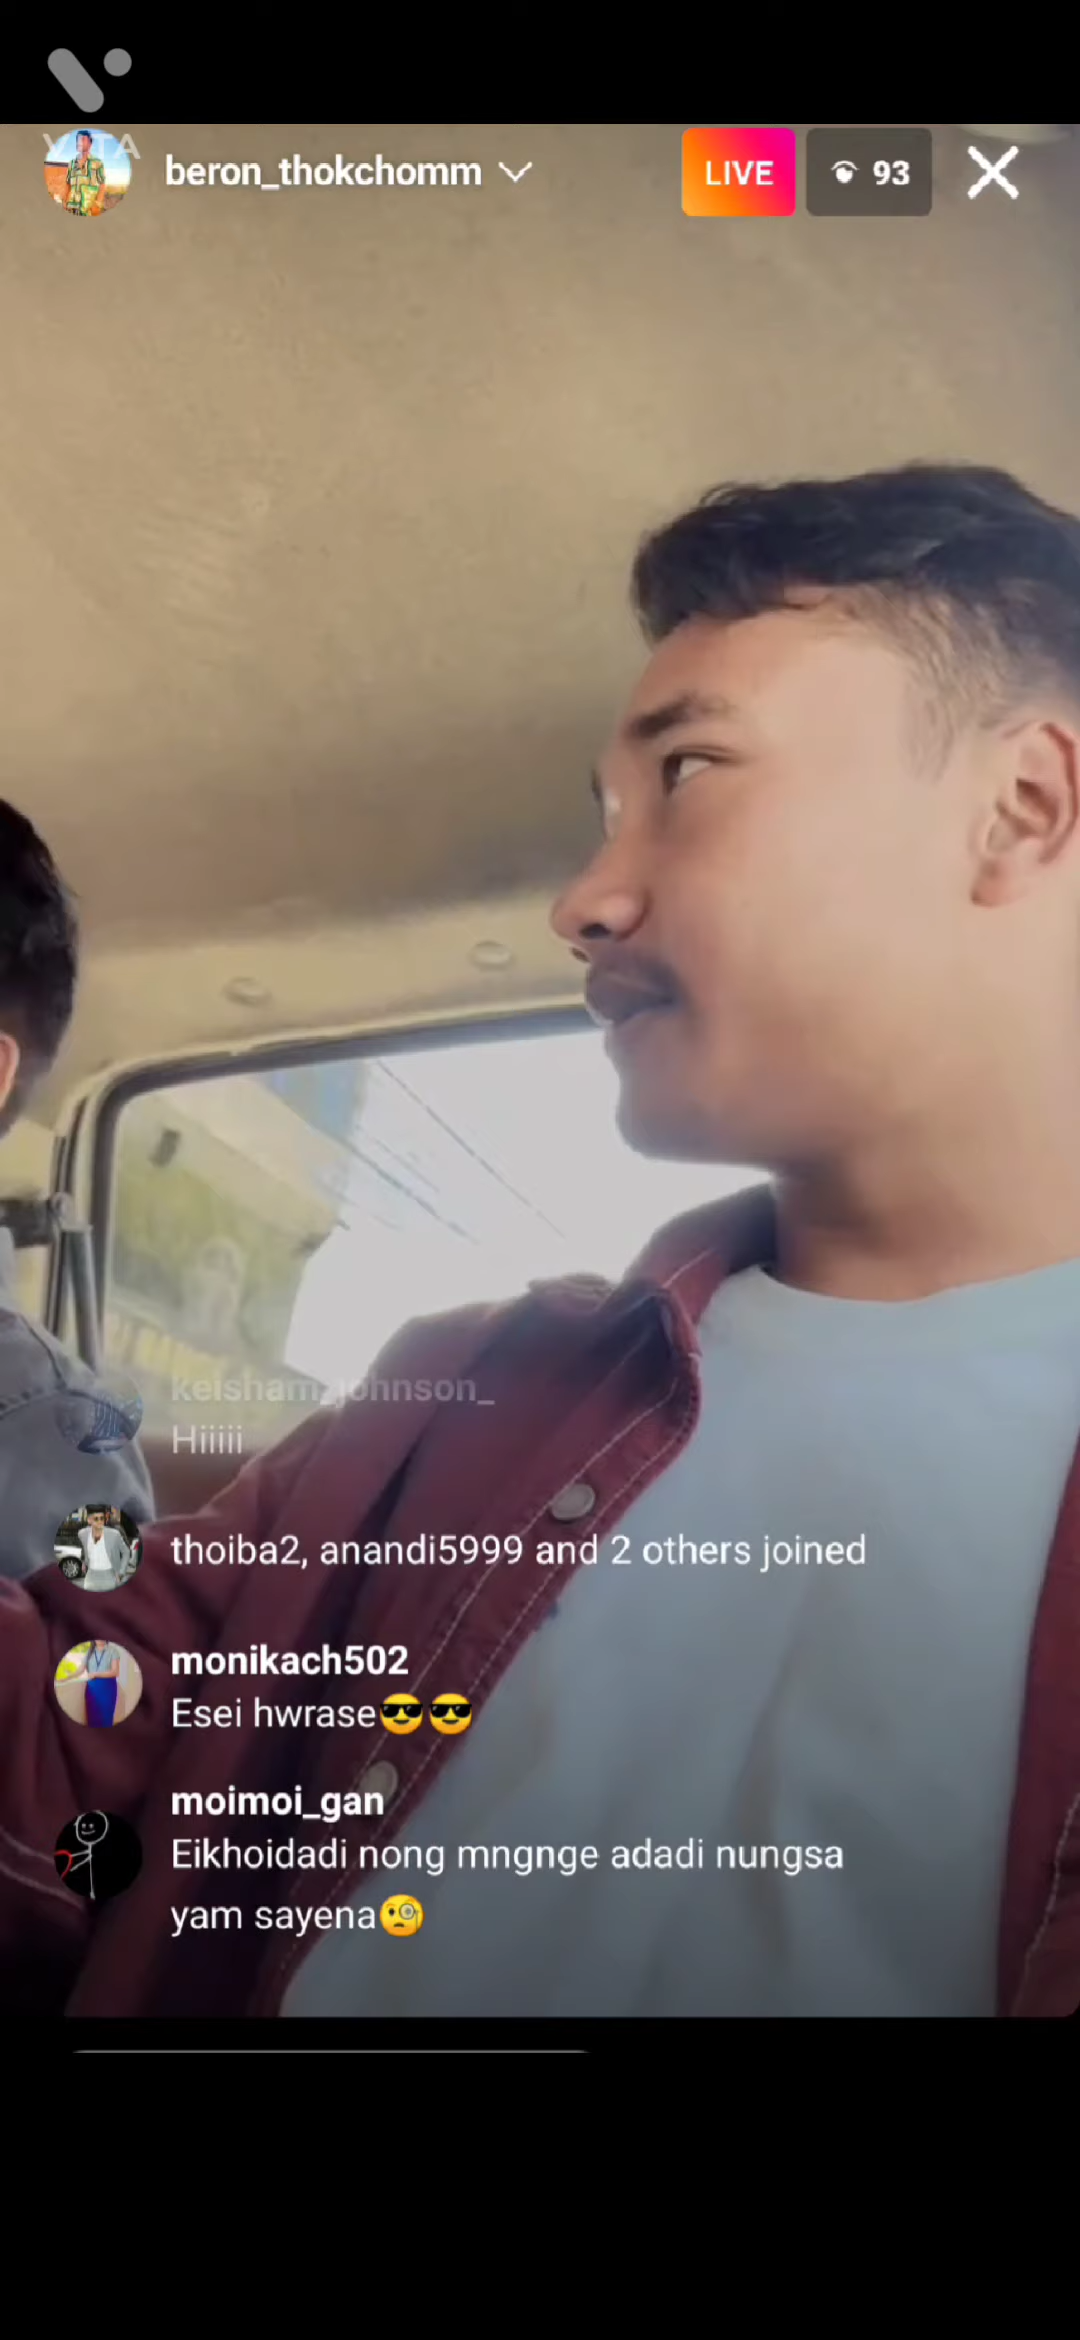 VITA
beron_thokchomm
LIVE
93
keisham_johnson_
Hiiiii
thoiba2, anandi5999 and 2 others joined
monikach502
Esei hwrase😎😎
moimoi_gan
Eikhoidadi nong mngnge adadi nungsa
yam sayena🧐